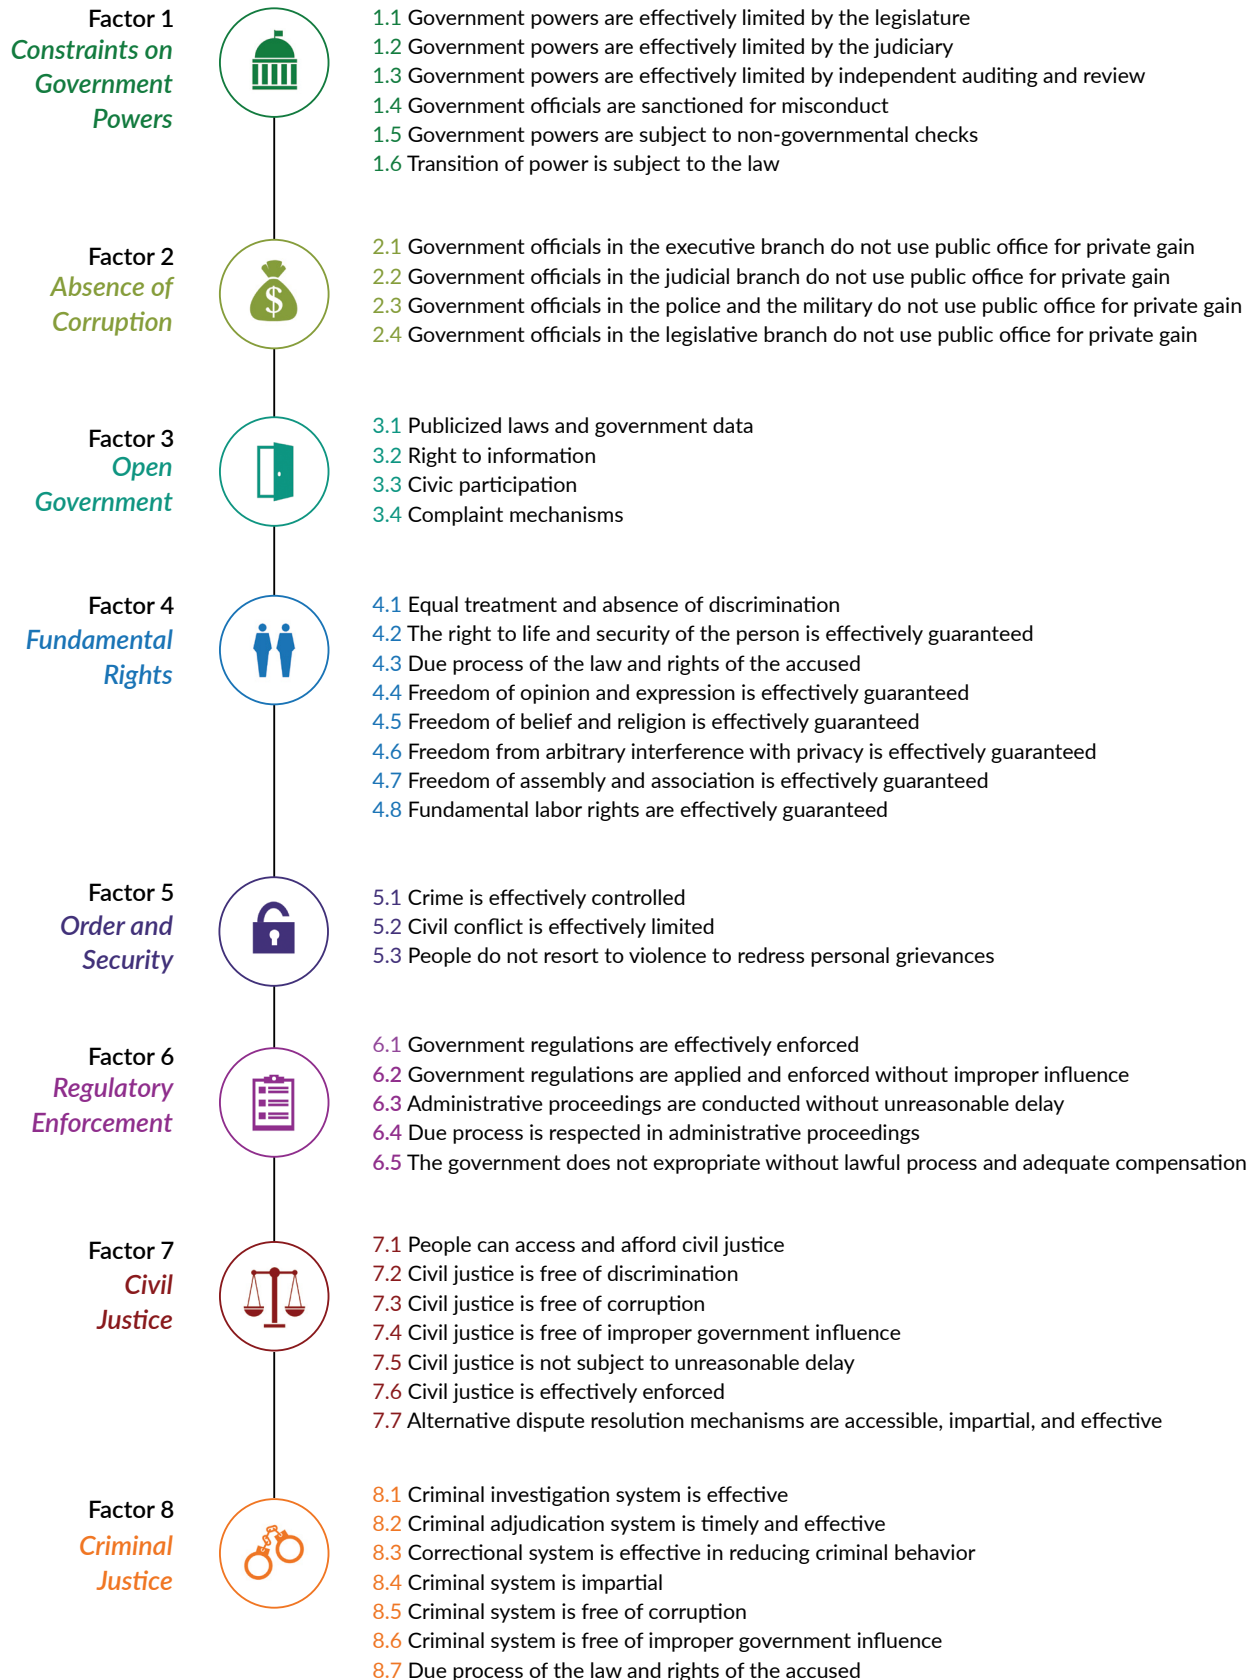 Factor 1
Constraints on
Government
Powers
1.1 Government powers are effectively limited by the legislature
1.2 Government powers are effectively limited by the judiciary
1.3 Government powers are effectively limited by independent auditing and review
1.4 Government officials are sanctioned for misconduct
1.5 Government powers are subject to non-governmental checks
1.6 Transition of power is subject to the law
Factor 2
Absence of
Corruption
$
2.1 Government officials in the executive branch do not use public office for private gain
2.2 Government officials in the judicial branch do not use public office for private gain
2.3 Government officials in the police and the military do not use public office for private gain
2.4 Government officials in the legislative branch do not use public office for private gain
Factor 3
Open
Government
3.1 Publicized laws and government data
3.2 Right to information
3.3 Civic participation
3.4 Complaint mechanisms
Factor 4
Fundamental
Rights
4.1 Equal treatment and absence of discrimination
4.2 The right to life and security of the person is effectively guaranteed
4.3 Due process of the law and rights of the accused
4.4 Freedom of opinion and expression is effectively guaranteed
4.5 Freedom of belief and religion is effectively guaranteed
4.6 Freedom from arbitrary interference with privacy is effectively guaranteed
4.7 Freedom of assembly and association is effectively guaranteed
4.8 Fundamental labor rights are effectively guaranteed
Factor 5
Order and
Security
5.1 Crime is effectively controlled
5.2 Civil conflict is effectively limited
5.3 People do not resort to violence to redress personal grievances
Factor 6
Regulatory
Enforcement
6.1 Government regulations are effectively enforced
6.2 Government regulations are applied and enforced without improper influence
6.3 Administrative proceedings are conducted without unreasonable delay
6.4 Due process is respected in administrative proceedings
6.5 The government does not expropriate without lawful process and adequate compensation
Factor 7
Civil
Justice
7.1 People can access and afford civil justice
7.2 Civil justice is free of discrimination
7.3 Civil justice is free of corruption
7.4 Civil justice is free of improper government influence
7.5 Civil justice is not subject to unreasonable delay
7.6 Civil justice is effectively enforced
7.7 Alternative dispute resolution mechanisms are accessible, impartial, and effective
Factor 8
Criminal
Justice
8.1 Criminal investigation system is effective
8.2 Criminal adjudication system is timely and effective
8.3 Correctional system is effective in reducing criminal behavior
8.4 Criminal system is impartial
8.5 Criminal system is free of corruption
8.6 Criminal system is free of improper government influence
8.7 Due process of the law and rights of the accused